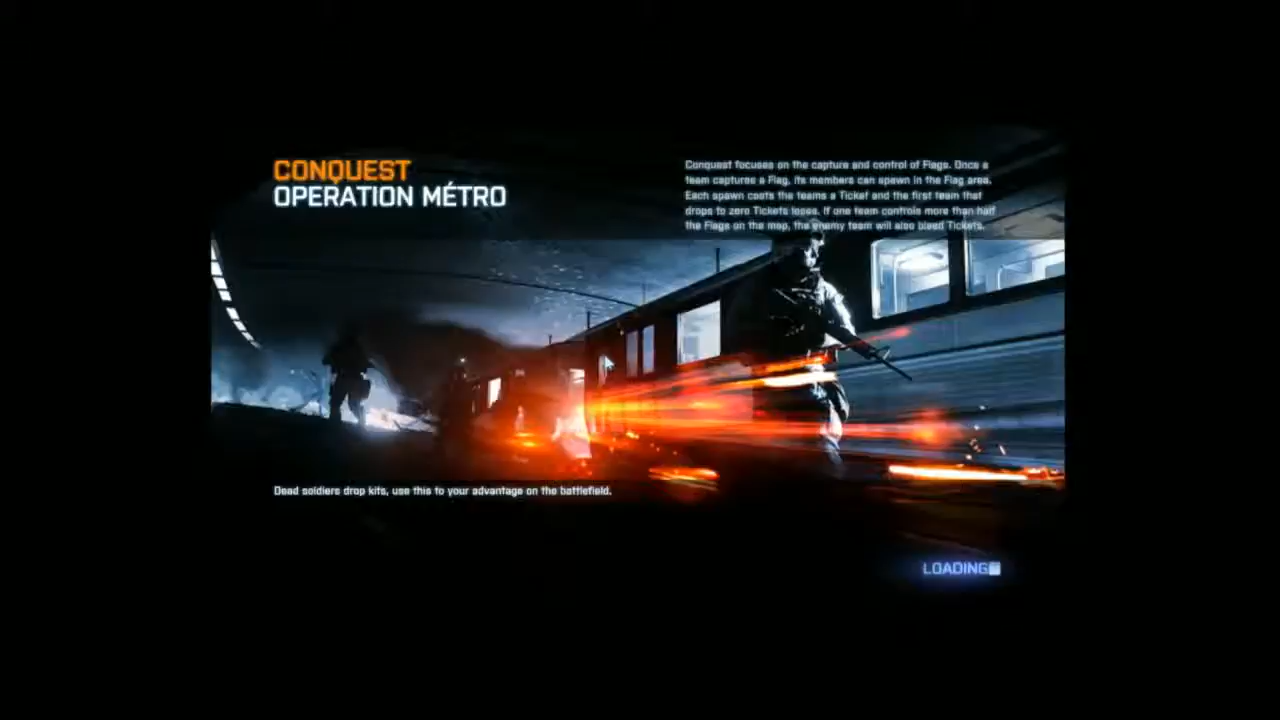 CONQUEST
OPERATION MÉTRO
Conquest focuses on the capture and control of Flags. Once a
team captures a Flag, its members can spawn in the Flag area.
Each spawn costs the teams a Ticket and the first team that
drops to zero Tickets loses. If one team controls more than half
the Flags on the map, the enemy team will also bleed Tickets.
Dead soldiers drop kits, use this to your advantage on the battlefield.
LOADING